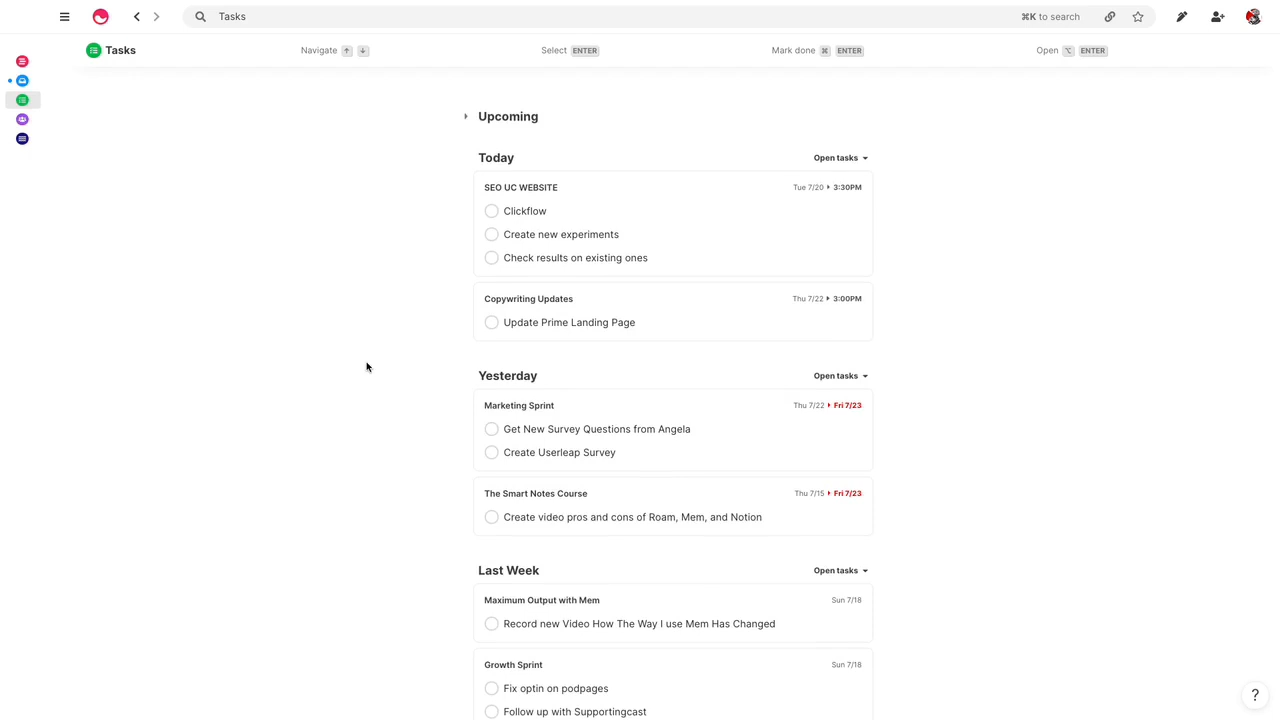 Tasks
⌘K to search
Tasks
Navigate ↑ ↓
Select ENTER
Mark done ⌘ ENTER
Open ⌥ ENTER
Upcoming
Today
Open tasks
SEO UC WEBSITE
Tue 7/20 3:30PM
Clickflow
Create new experiments
Check results on existing ones
Copywriting Updates
Thu 7/22 3:00PM
Update Prime Landing Page
Yesterday
Open tasks
Marketing Sprint
Thu 7/22 Fri 7/23
Get New Survey Questions from Angela
Create Userleap Survey
The Smart Notes Course
Thu 7/15 Fri 7/23
Create video pros and cons of Roam, Mem, and Notion
Last Week
Open tasks
Maximum Output with Mem
Sun 7/18
Record new Video How The Way I use Mem Has Changed
Growth Sprint
Sun 7/18
Fix optin on podpages
Follow up with Supportingcast
?